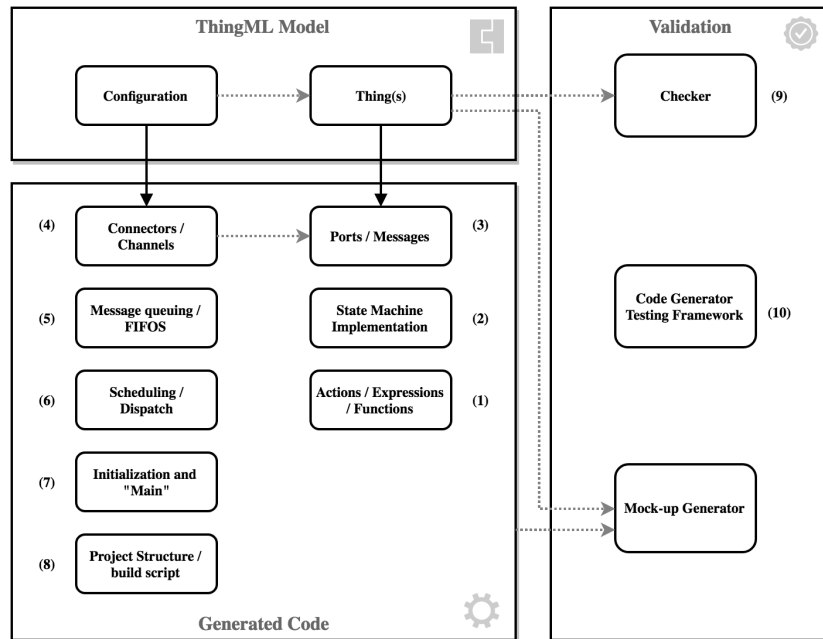 ThingML Model
Validation
Configuration
Thing(s)
Checker
(9)
(4)
Connectors /
Channels
Ports / Messages
(3)
(5)
Message queuing /
FIFOS
State Machine
Implementation
(2)
Code Generator
Testing Framework
(10)
(6)
Scheduling /
Dispatch
Actions / Expressions
/ Functions
(1)
(7)
Initialization and
"Main"
Mock-up Generator
(8)
Project Structure /
build script
Generated Code